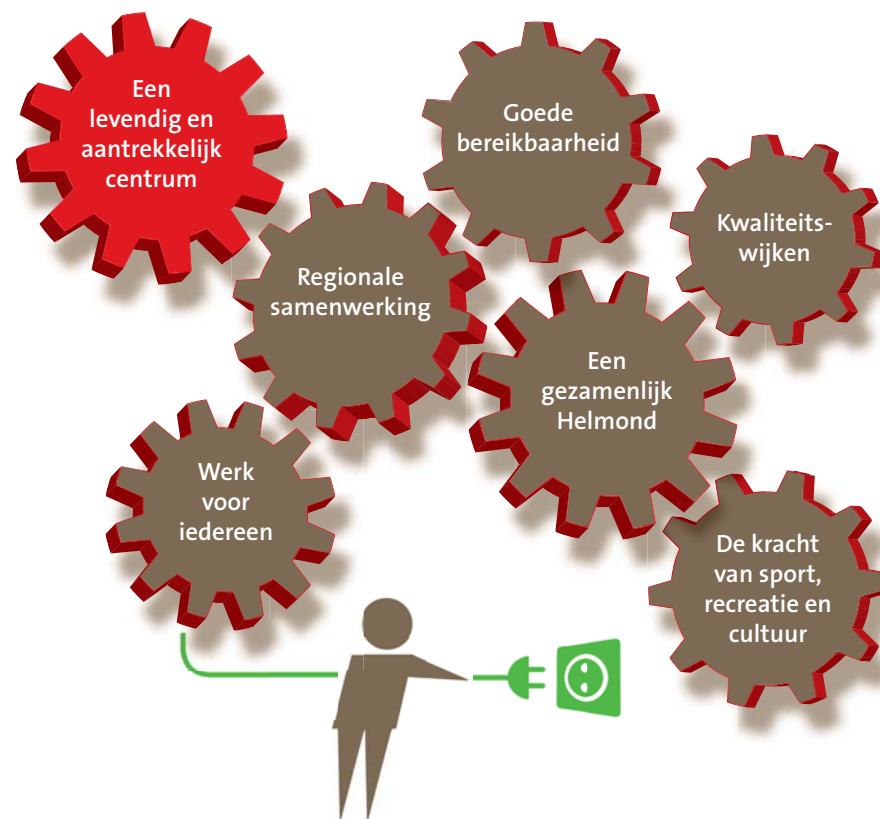 Een
levendig en
aantrekkelijk
centrum
Goede
bereikbaarheid
Kwaliteits-
wijken
Regionale
samenwerking
Een
gezamenlijk
Helmond
Werk
voor
iedereen
De kracht
van sport,
recreatie en
cultuur